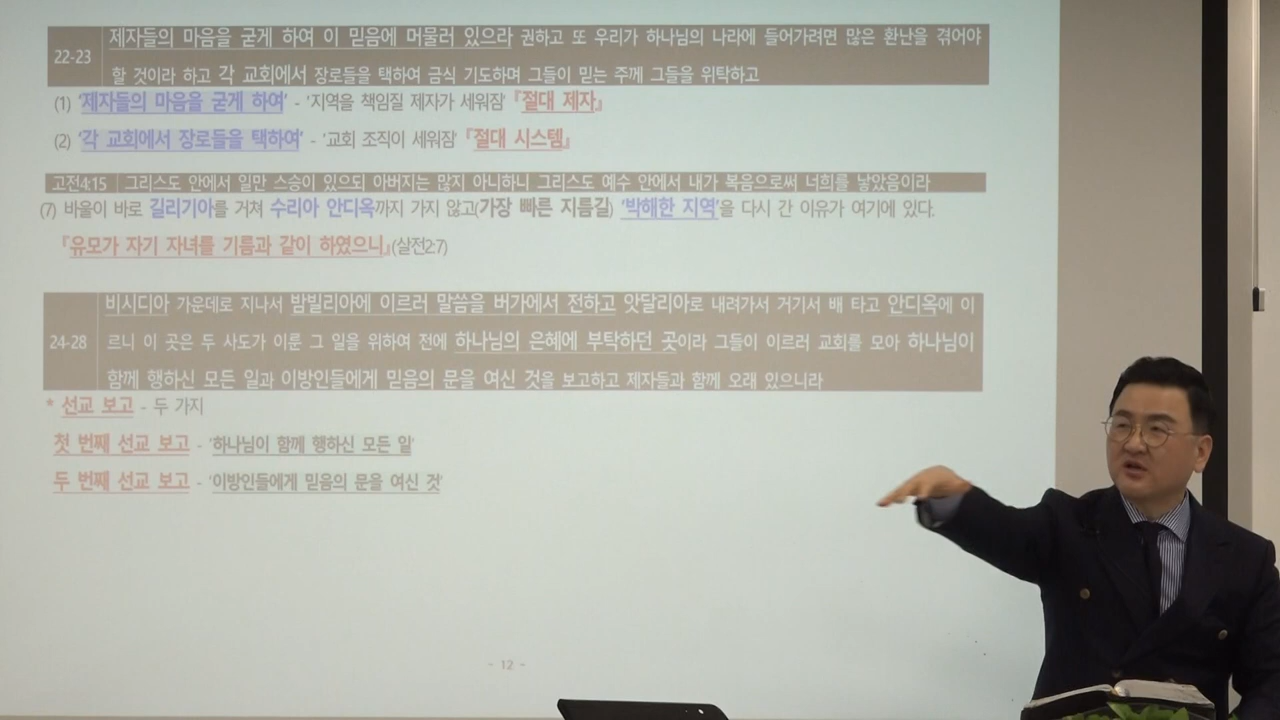 22-23 제자들의 마음을 굳게 하여 이 믿음에 머물러 있으라 권하고 또 우리가 하나님의 나라에 들어가려면 많은 환난을 겪어야
할 것이라 하고 각 교회에서 장로들을 택하여 금식 기도하며 그들이 믿는 주께 그들을 위탁하고
(1) ‘제자들의 마음을 굳게 하여’ - ‘지역을 책임질 제자가 세워짐’ 『절대 제자』
(2) ‘각 교회에서 장로들을 택하여’ - ‘교회 조직이 세워짐’ 『절대 시스템』
고전4:15 그리스도 안에서 일만 스승이 있으되 아버지는 많지 아니하니 그리스도 예수 안에서 내가 복음으로써 너희를 낳았음이라
(7) 바울이 바로 길리기아를 거쳐 수리아 안디옥까지 가지 않고(가장 빠른 지름길) ‘박해한 지역’을 다시 간 이유가 여기에 있다.
『유모가 자기 자녀를 기름과 같이 하였으니』(살전2:7)
24-28 비시디아 가운데로 지나서 밤빌리아에 이르러 말씀을 버가에서 전하고 앗달리아로 내려가서 거기서 배 타고 안디옥에 이
르니 이 곳은 두 사도가 이룬 그 일을 위하여 전에 하나님의 은혜에 부탁하던 곳이라 그들이 이르러 교회를 모아 하나님이
함께 행하신 모든 일과 이방인들에게 믿음의 문을 여신 것을 보고하고 제자들과 함께 오래 있으니라
* 선교 보고 - 두 가지
첫 번째 선교 보고 - ‘하나님이 함께 행하신 모든 일’
두 번째 선교 보고 - ‘이방인들에게 믿음의 문을 여신 것’
- 12 -